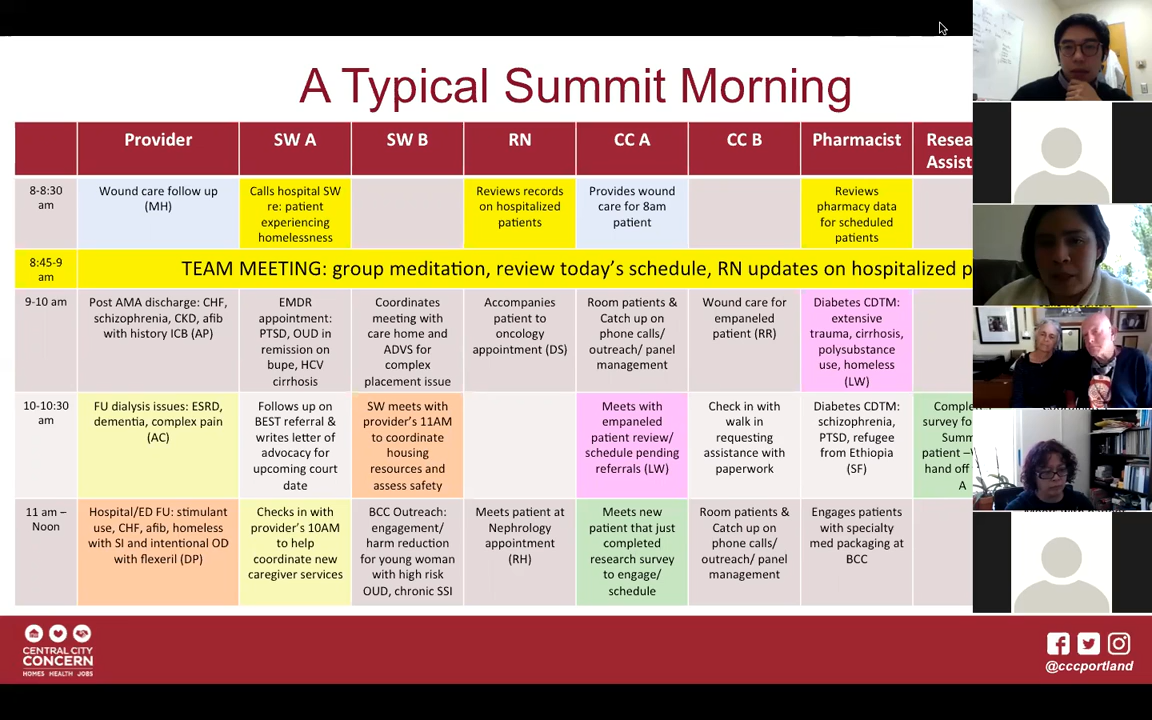 A Typical Summit Morning
Provider
SW A
SW B
RN
CC A
CC B
Pharmacist
Resea
Assist
8-8:30
am
Wound care follow up
(MH)
Calls hospital SW
re: patient
experiencing
homelessness
Reviews records
on hospitalized
patients
Provides wound
care for 8am
patient
Reviews
pharmacy data
for scheduled
patients
8:45-9
am
TEAM MEETING: group meditation, review today's schedule, RN updates on hospitalized p
9-10 am
Post AMA discharge: CHF,
schizophrenia, CKD, afib
with history ICB (AP)
EMDR
appointment:
PTSD, OUD in
remission on
bupe, HCV
cirrhosis
Coordinates
meeting with
care home and
ADVS for
complex
placement issue
Accompanies
patient to
oncology
appointment (DS)
Room patients &
Catch up on
phone calls/
outreach/ panel
management
Wound care for
empaneled
patient (RR)
Diabetes CDTM:
extensive
trauma, cirrhosis,
polysubstance
use, homeless
(LW)
10-10:30
am
FU dialysis issues: ESRD,
dementia, complex pain
(AC)
Follows up on
BEST referral &
writes letter of
advocacy for
upcoming court
date
SW meets with
provider's 11AM
to coordinate
housing
resources and
assess safety
Meets with
empaneled
patient review/
schedule pending
referrals (LW)
Check in with
walk in
requesting
assistance with
paperwork
Diabetes CDTM:
schizophrenia,
PTSD, refugee
from Ethiopia
(SF)
Comple
survey fo
Summ
patient –
hand off
A
11 am –
Noon
Hospital/ED FU: stimulant
use, CHF, afib, homeless
with SI and intentional OD
with flexeril (DP)
Checks in with
provider's 10AM
to help
coordinate new
caregiver services
BCC Outreach:
engagement/
harm reduction
for young woman
with high risk
OUD, chronic SSI
Meets patient at
Nephrology
appointment
(RH)
Meets new
patient that just
completed
research survey
to engage/
schedule
Room patients &
Catch up on
phone calls/
outreach/ panel
management
Engages patients
with specialty
med packaging at
BCC
CENTRAL CITY
CONCERN
HOMES HEALTH JOBS
@cccportland